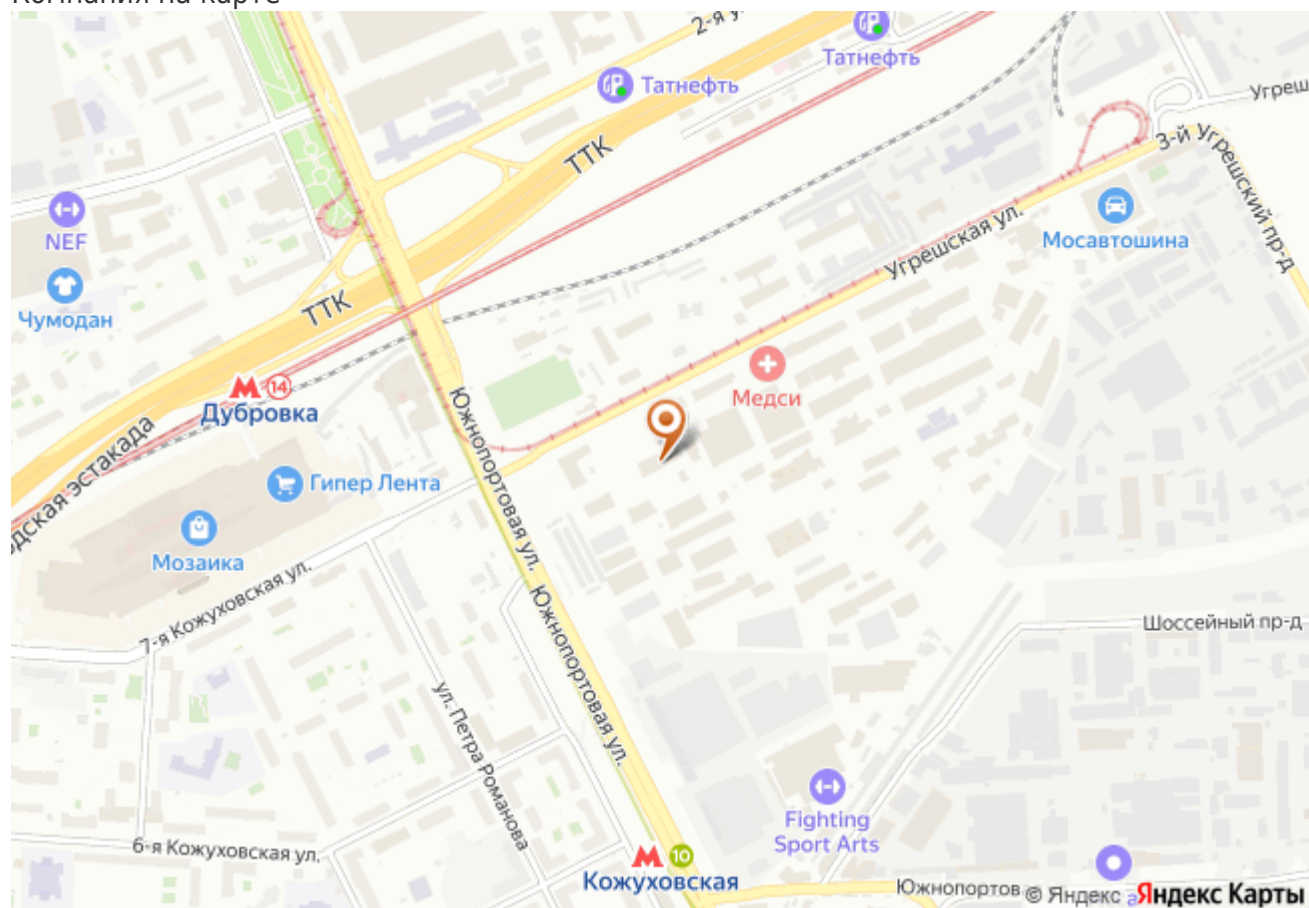 Компания на карте
2-я у
Татнефть
Татнефть
Угреш
ТТК
3-й Угрешский пр-д
NEF
Угрешская ул.
Мосавтошина
Чумодан
ТТК
14
Дубровка
Медси
Южнопортовая ул.
одская эстакада
Гипер Лента
Мозаика
7-я Кожуховская ул.
Южнопортовая ул.
Шоссейный пр-д
ул. Петра Романова
Fighting
Sport Arts
6-я Кожуховская ул.
10
Кожуховская
Южнопортов
© Яндекс
Яндекс Карты